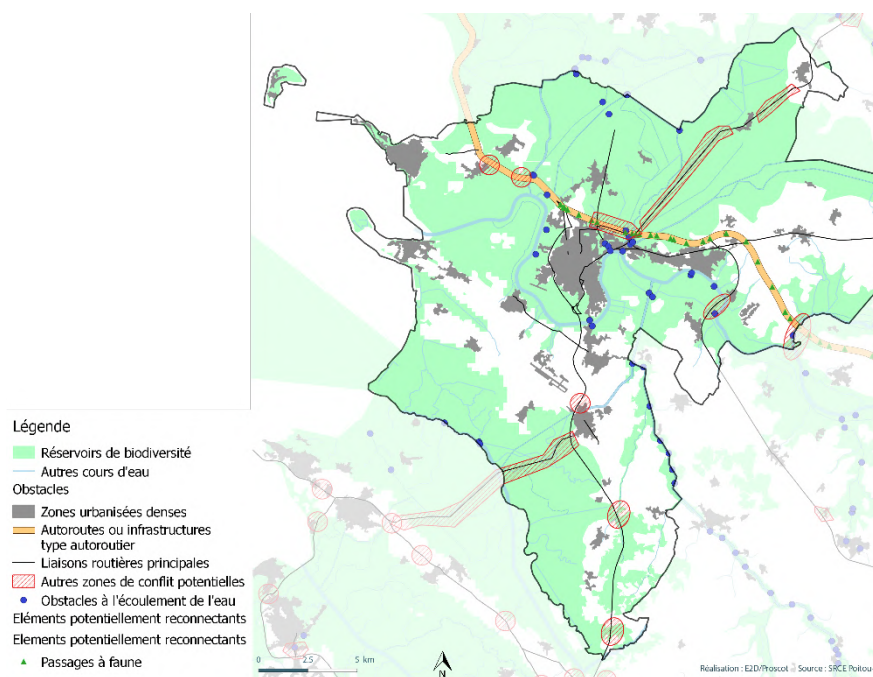 Légende
Réservoirs de biodiversité
Autres cours d'eau
Obstacles
Zones urbanisées denses
Autoroutes ou infrastructures
type autoroutier
Liaisons routières principales
Autres zones de conflit potentielles
Obstacles à l'écoulement de l'eau
Eléments potentiellement reconnectants
Elements potentiellement reconnectants
Passages à faune
0 2.5 5 km
N
Réalisation : E2D/Proscot - Source : SRCE Poitou